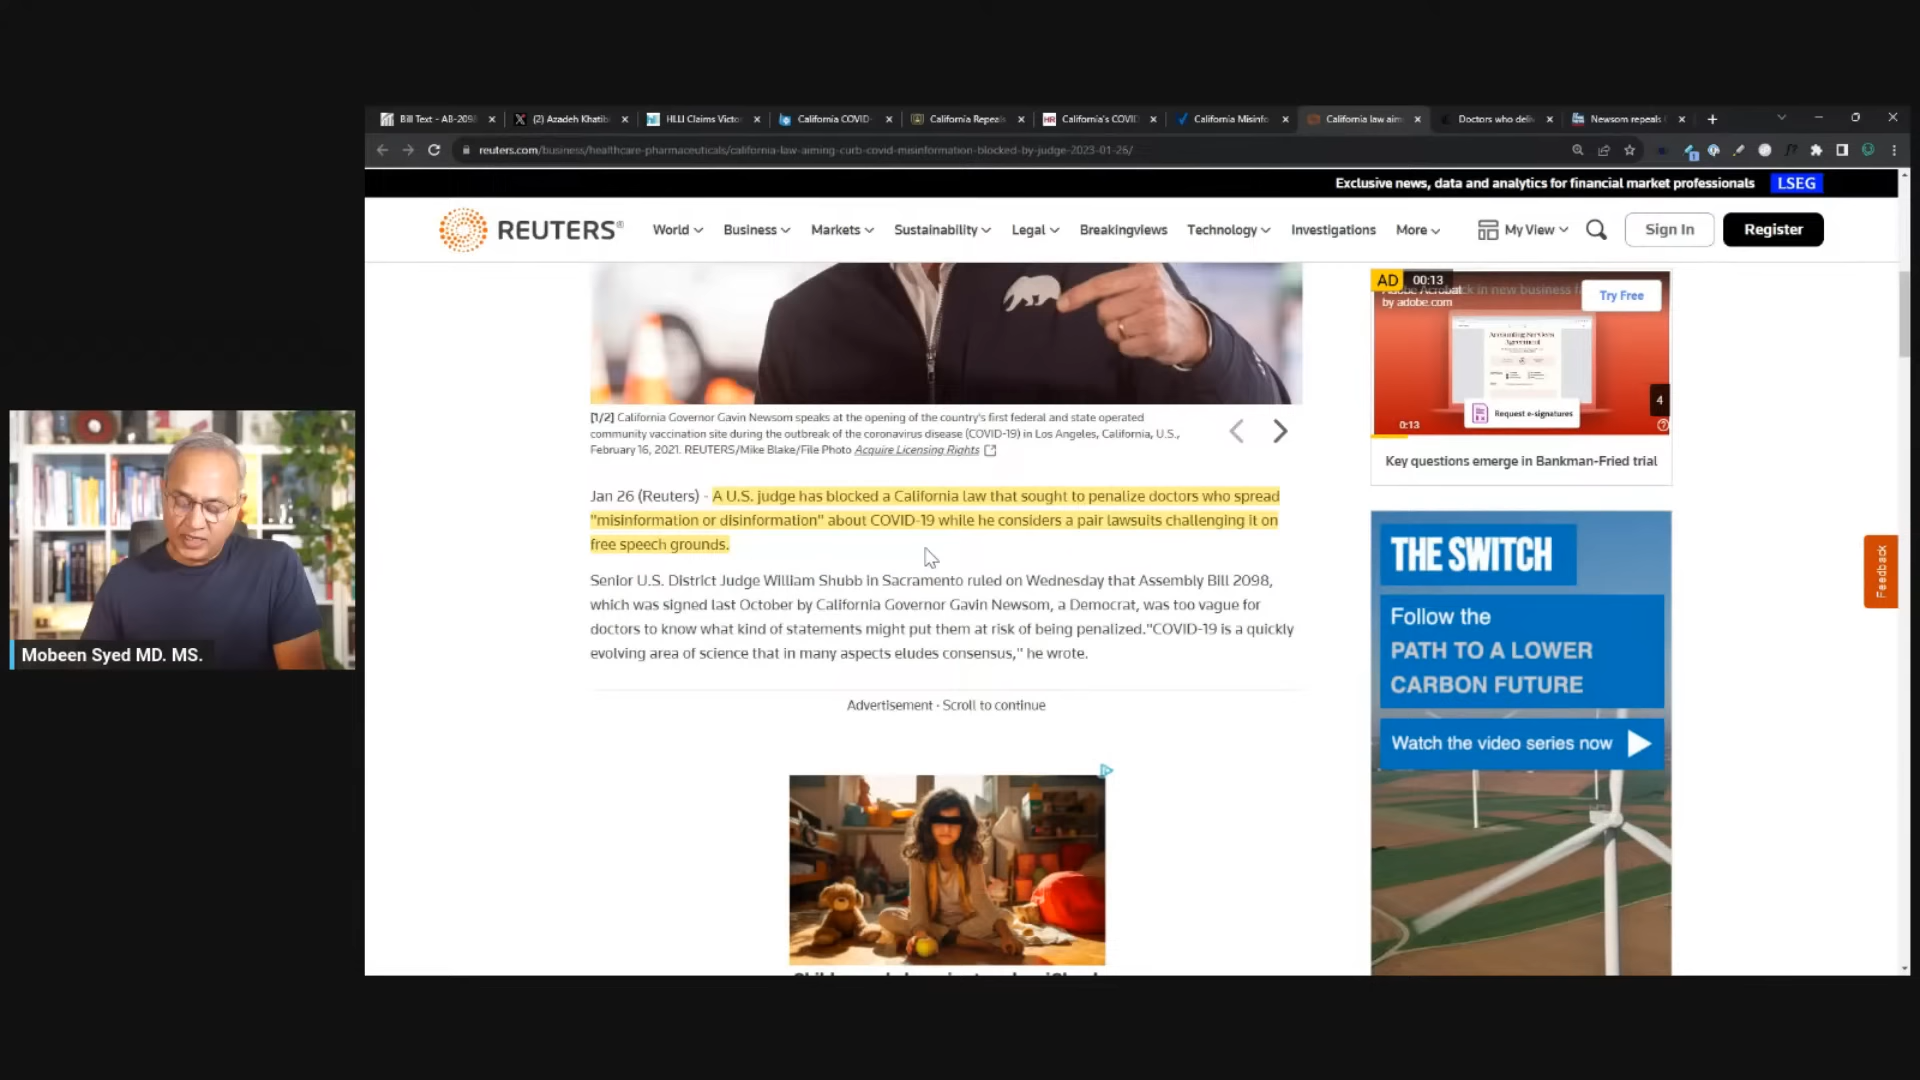 Bill Text - AB-2098
(2) Azadeh Khatib
HLLI Claims Victo
California COVID-
California Repeals
HR California's COVID
California Misinfo
California law aim
Doctors who deli
Newsom repeals
reuters.com/business/healthcare-pharmaceuticals/california-law-aiming-curb-covid-misinformation-blocked-by-judge-2023-01-26/
Exclusive news, data and analytics for financial market professionals LSEG
REUTERS®
World Business Markets Sustainability Legal Breakingviews Technology Investigations More My View Sign In Register
[1/2] California Governor Gavin Newsom speaks at the opening of the country's first federal and state operated
community vaccination site during the outbreak of the coronavirus disease (COVID-19) in Los Angeles, California, U.S.,
February 16, 2021. REUTERS/Mike Blake/File Photo Acquire Licensing Rights
Jan 26 (Reuters) - A U.S. judge has blocked a California law that sought to penalize doctors who spread
"misinformation or disinformation" about COVID-19 while he considers a pair lawsuits challenging it on
free speech grounds.
Senior U.S. District Judge William Shubb in Sacramento ruled on Wednesday that Assembly Bill 2098,
which was signed last October by California Governor Gavin Newsom, a Democrat, was too vague for
doctors to know what kind of statements might put them at risk of being penalized."COVID-19 is a quickly
evolving area of science that in many aspects eludes consensus," he wrote.
Advertisement · Scroll to continue
AD 00:13
Adobe Acrobat
by adobe.com
Try Free
Accounting Services
Agreement
Request e-signatures
4
0:13
Key questions emerge in Bankman-Fried trial
THE SWITCH
Follow the
PATH TO A LOWER
CARBON FUTURE
Watch the video series now
Feedback
Mobeen Syed MD. MS.